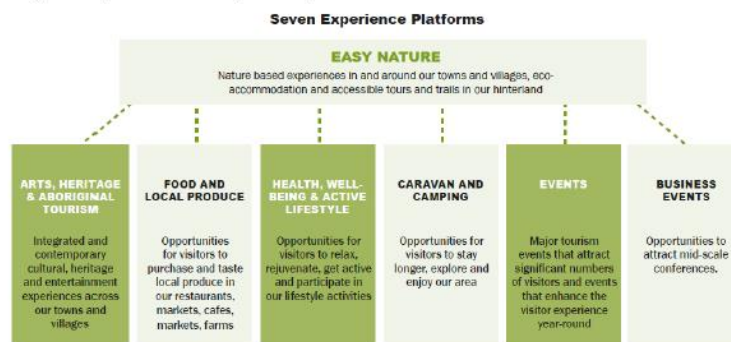 Seven Experience Platforms
EASY NATURE
Nature based experiences in and around our towns and villages, eco-
accommodation and accessible tours and trails in our hinterland
ARTS, HERITAGE
& ABORIGINAL
TOURISM
Integrated and
contemporary
cultural, heritage
and entertainment
experiences across
our towns and
villages
FOOD AND
LOCAL PRODUCE
Opportunities
for visitors to
purchase and taste
local produce in
our restaurants,
markets, cafes,
markets, farms
HEALTH, WELL-
BEING & ACTIVE
LIFESTYLE
Opportunities for
visitors to relax,
rejuvenate, get active
and participate in
our lifestyle activities
CARAVAN AND
CAMPING
Opportunities for
visitors to stay
longer, explore and
enjoy our area
EVENTS
Major tourism
events that attract
significant numbers
of visitors and events
that enhance the
visitor experience
year-round
BUSINESS
EVENTS
Opportunities to
attract mid-scale
conferences.